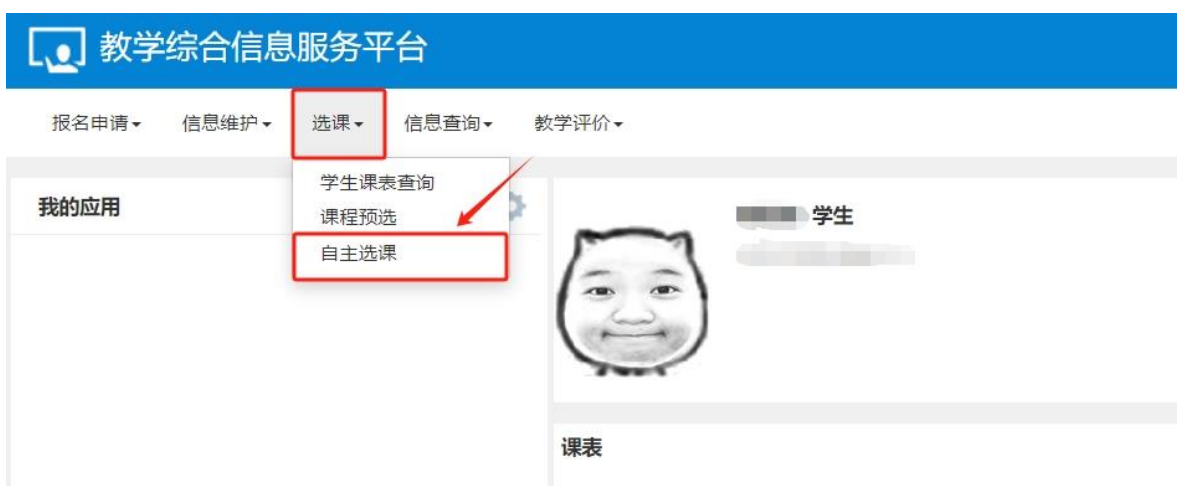 教学综合信息服务平台
报名申请 信息维护 选课 信息查询 教学评价
学生课表查询
课程预选
自主选课
我的应用
学生
课表